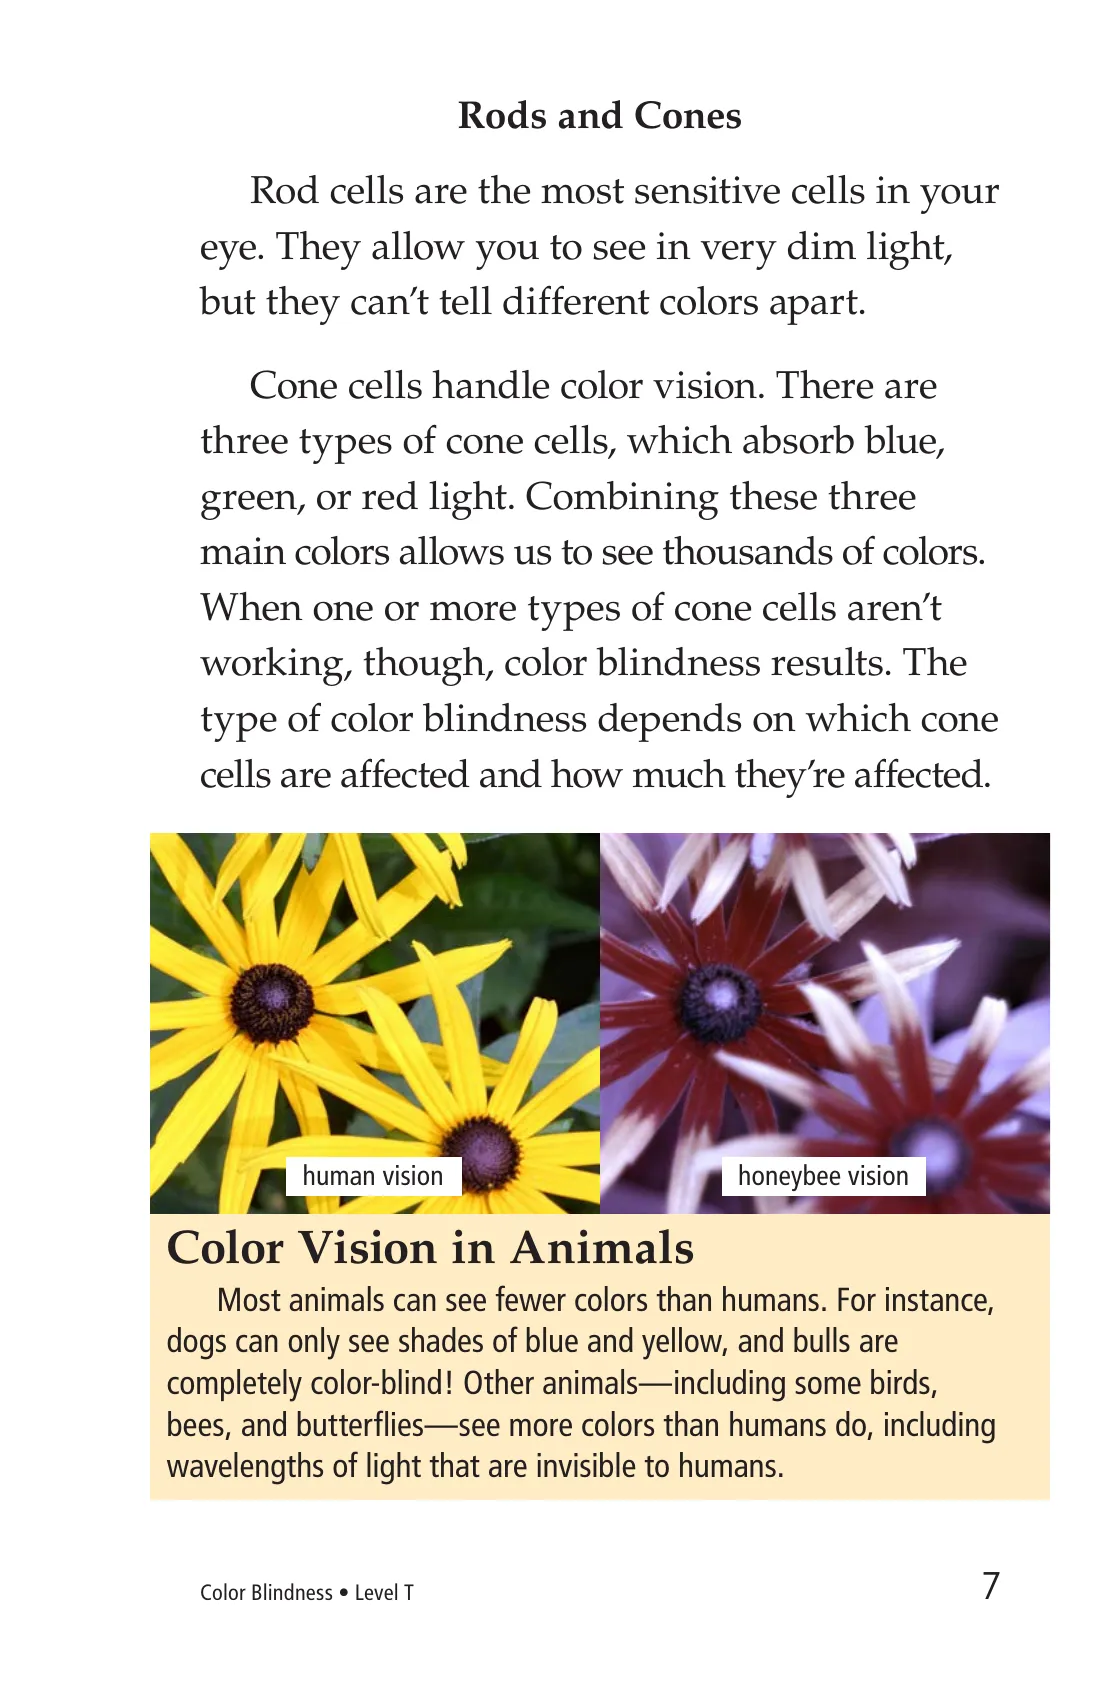 Rods and Cones
Rod cells are the most sensitive cells in your
eye. They allow you to see in very dim light,
but they can’t tell different colors apart.
Cone cells handle color vision. There are
three types of cone cells, which absorb blue,
green, or red light. Combining these three
main colors allows us to see thousands of colors.
When one or more types of cone cells aren’t
working, though, color blindness results. The
type of color blindness depends on which cone
cells are affected and how much they’re affected.
human vision
honeybee vision
Color Vision in Animals
Most animals can see fewer colors than humans. For instance,
dogs can only see shades of blue and yellow, and bulls are
completely color-blind! Other animals—including some birds,
bees, and butterflies—see more colors than humans do, including
wavelengths of light that are invisible to humans.
Color Blindness • Level T
7